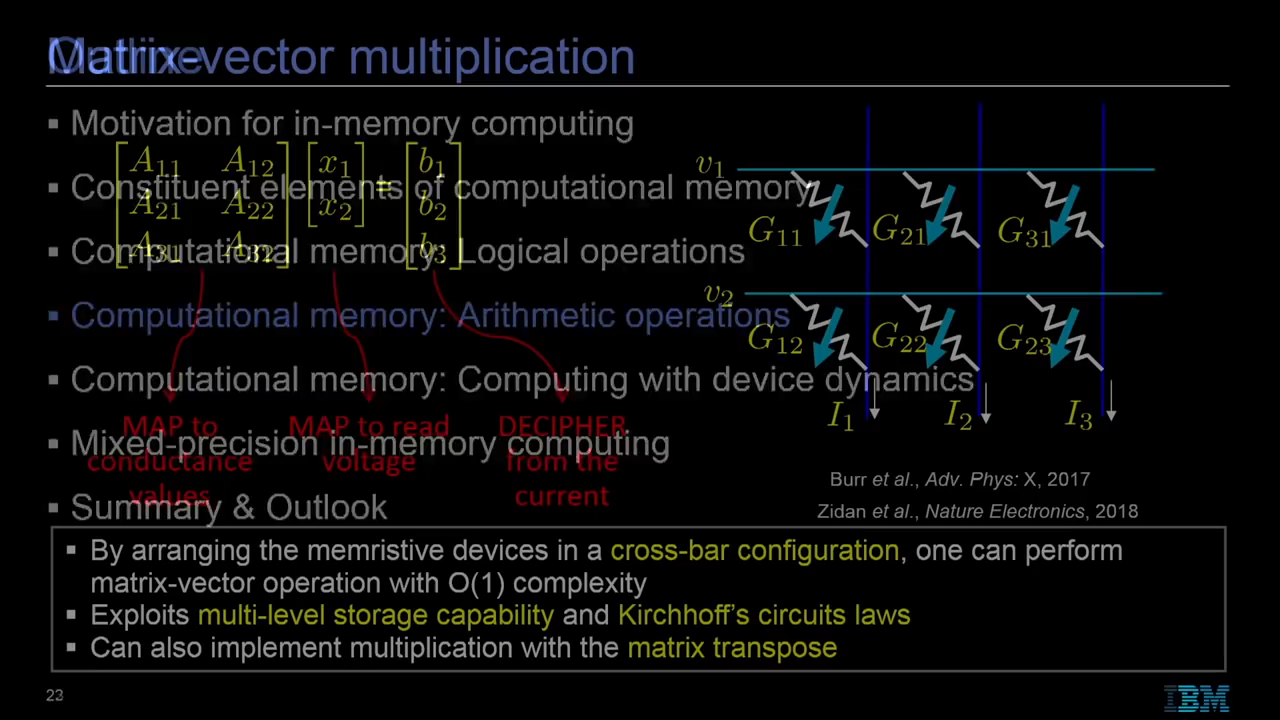 Outline
Matrix-vector multiplication
▪ Motivation for in-memory computing
▪ Constituent elements of computational memory
▪ Computational memory: Logical operations
▪ Computational memory: Arithmetic operations
▪ Computational memory: Computing with device dynamics
▪ Mixed-precision in-memory computing
▪ Summary & Outlook
A11 A12 x1 = b1
A21 A22 x2 b2
A31 A32 b3
MAP to
conductance
values
MAP to read
voltage
DECIPHER
from the
current
v1
G11 G21 G31
v2
G12 G22 G23
I1 I2 I3
Burr et al., Adv. Phys: X, 2017
Zidan et al., Nature Electronics, 2018
▪ By arranging the memristive devices in a cross-bar configuration, one can perform
matrix-vector operation with O(1) complexity
▪ Exploits multi-level storage capability and Kirchhoff's circuits laws
▪ Can also implement multiplication with the matrix transpose
23
IBM